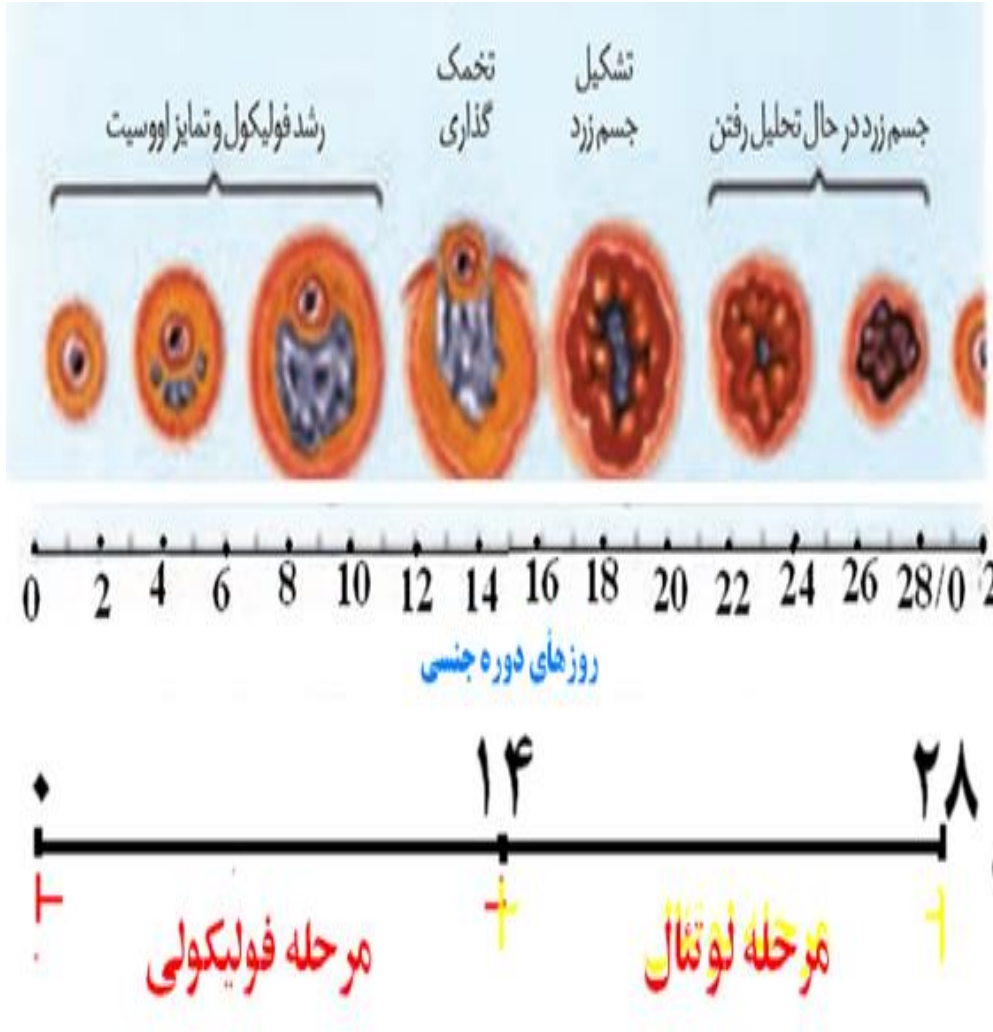 رشد فولیکول و تمایز اووسیت
تخمک
گذاری
تشکیل
جسم زرد
جسم زرد در حال تحلیل رفتن
0 2 4 6 8 10 12 14 16 18 20 22 24 26 28/0 2
روزهای دوره جنسی
۰ ۱۴ ۲۸
مرحله فولیکولی
مرحله لوتئال